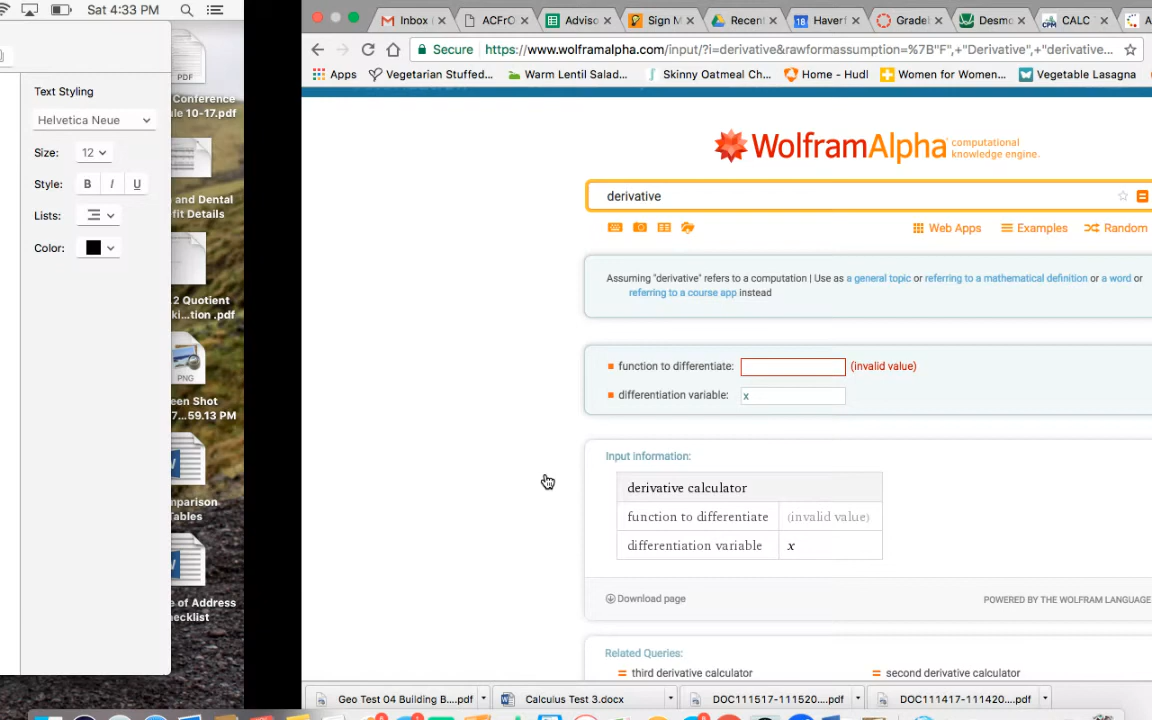 Sat 4:33 PM
Text Styling
Helvetica Neue
Size: 12
Style: B I U
Lists:
Color:
PDF
Conference
10-17.pdf
and Dental
fit Details
2 Quotient
.pdf
PNG
Shot
7...59.13 PM
W
Tables
W
of Address
Inbox (
ACFrO
Adviso
Sign M
Recent
18 Haverf
Grade
Desmo
CPM CALC
Secure https://www.wolframalpha.com/input/?i=derivative&rawformassumption=%7B"F",+"Derivative",+"derivative...
Apps Vegetarian Stuffed... Warm Lentil Salad... Skinny Oatmeal Ch... Home - Hudl Women for Women... Vegetable Lasagna
WolframAlpha computational
knowledge engine.
derivative
Web Apps Examples Random
Assuming "derivative" refers to a computation | Use as a general topic or referring to a mathematical definition or a word or
referring to a course app instead
function to differentiate: (invalid value)
differentiation variable: x
Input information:
derivative calculator
function to differentiate (invalid value)
differentiation variable x
Download page POWERED BY THE WOLFRAM LANGUAGE
Related Queries:
= third derivative calculator = second derivative calculator
Geo Test 04 Building B....pdf Calculus Test 3.docx DOC111517-111520....pdf DOC111417-111420....pdf